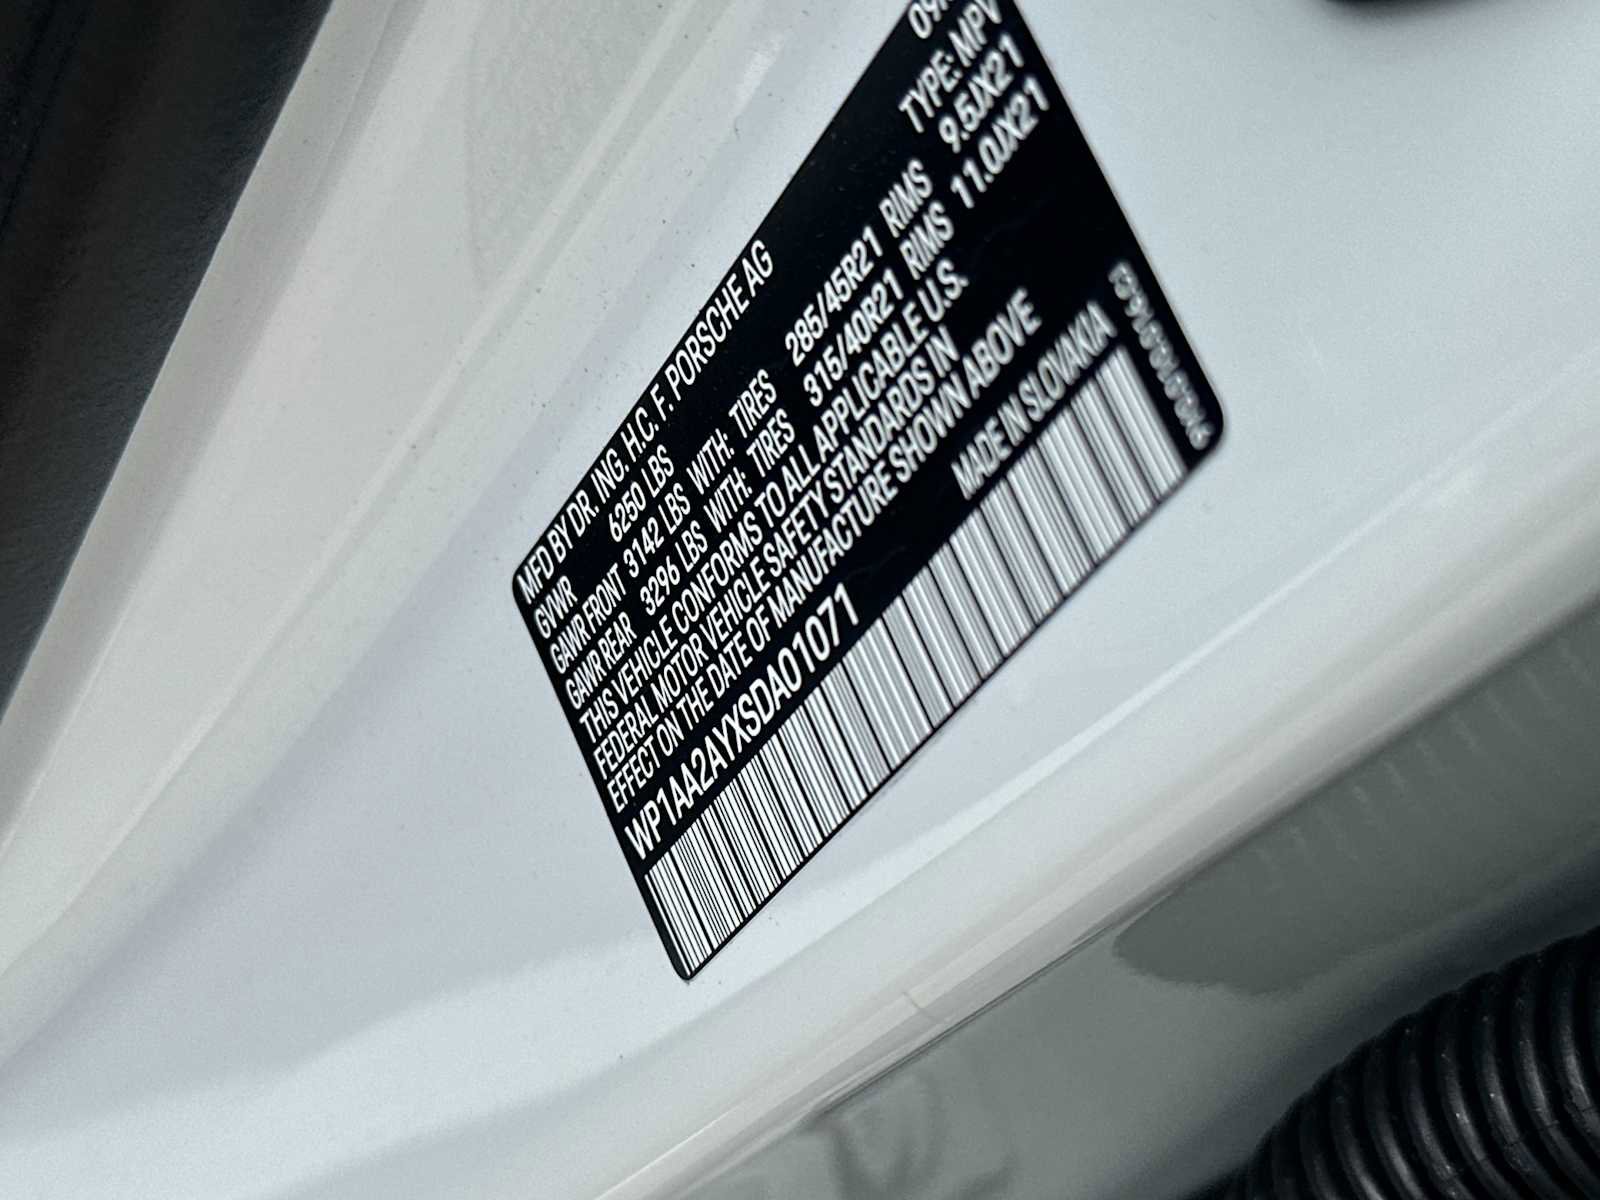 MFD BY DR. ING. H.C. F. PORSCHE AG
GVWR 6250 LBS TYPE: MPV
GAWR FRONT 3142 LBS WITH: TIRES 285/45R21 RIMS 9.5JX21
GAWR REAR 3296 LBS WITH: TIRES 315/40R21 RIMS 11.0JX21
THIS VEHICLE CONFORMS TO ALL APPLICABLE U.S.
FEDERAL MOTOR VEHICLE SAFETY STANDARDS IN
EFFECT ON THE DATE OF MANUFACTURE SHOWN ABOVE
WP1AA2AYXSDA01071 MADE IN SLOVAKIA